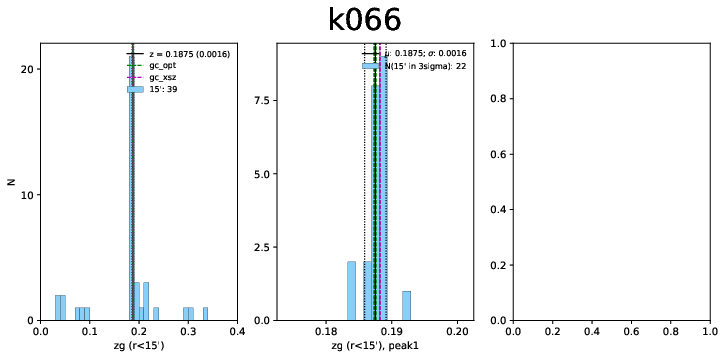 k066
z = 0.1875 (0.0016)
gc_opt
gc_xsz
15': 39
N
20
10
0
0.0 0.1 0.2 0.3 0.4
zg (r<15')
μ: 0.1875; σ: 0.0016
N(15' in 3sigma): 22
7.5
5.0
2.5
0.0
0.18 0.19 0.20
zg (r<15'), peak1
1.0
0.8
0.6
0.4
0.2
0.0
0.0 0.2 0.4 0.6 0.8 1.0